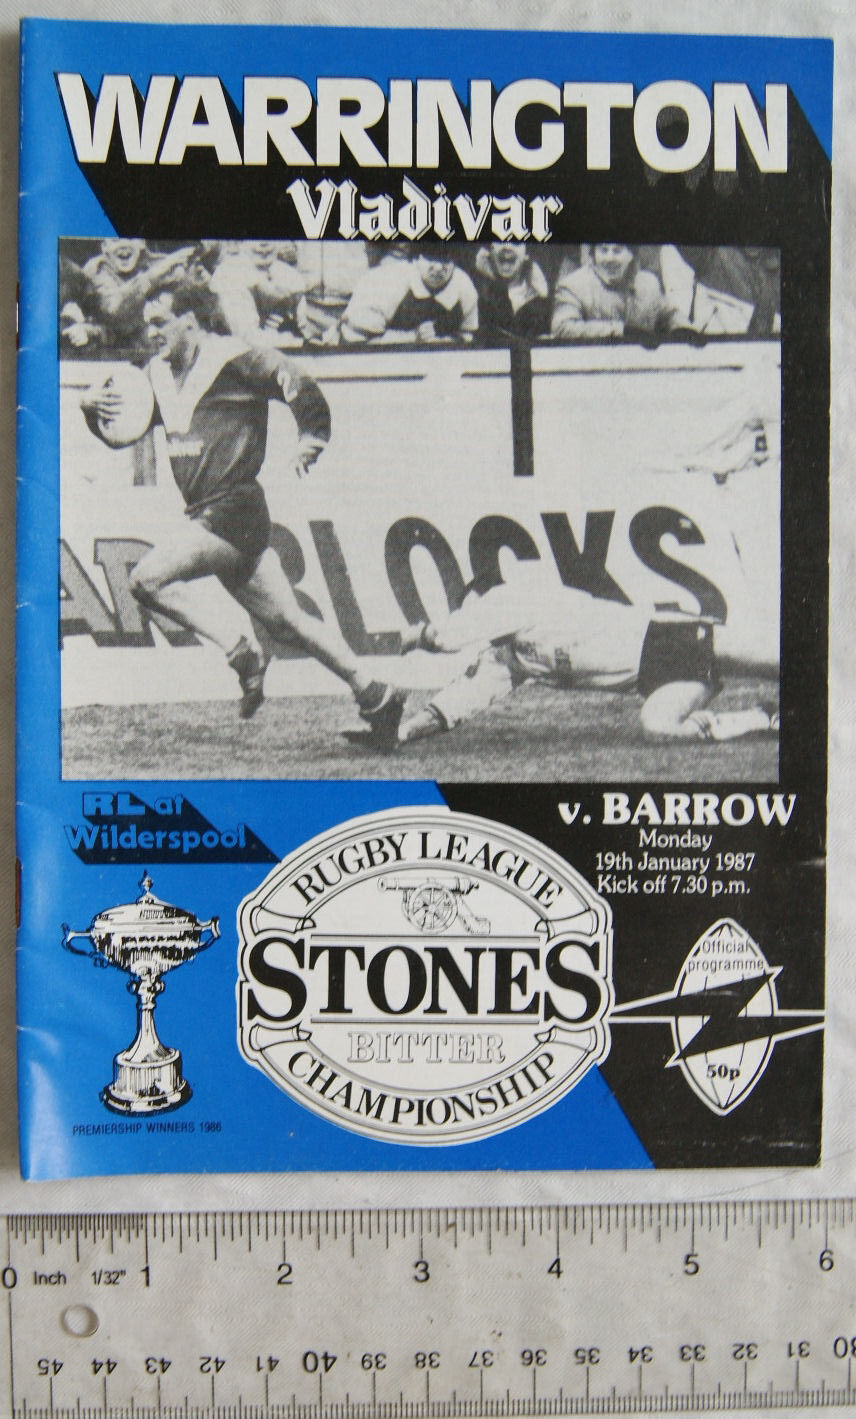 WARRINGTON
Vladivar
BLOCKS
RL at
Wilderspool
v. BARROW
Monday
19th January 1987
Kick off 7.30 p.m.
RUGBY LEAGUE
STONES
BITTER
CHAMPIONSHIP
Official
programme
50p
PREMIERSHIP WINNERS 1986
0 Inch 1/32" 1 2 3 4 5 6
45 44 43 42 41 40 39 38 37 36 35 34 33 32 31 30